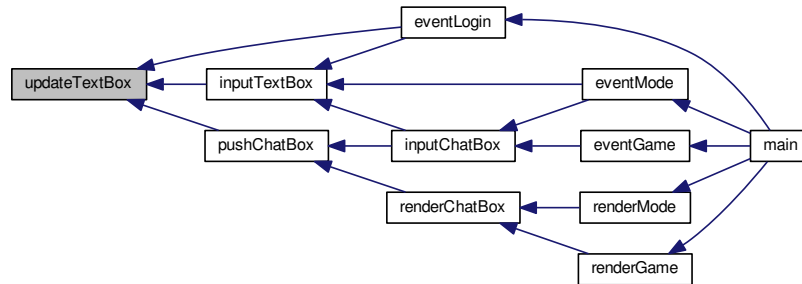 eventLogin
updateTextBox
inputTextBox
eventMode
pushChatBox
inputChatBox
eventGame
main
renderChatBox
renderMode
renderGame